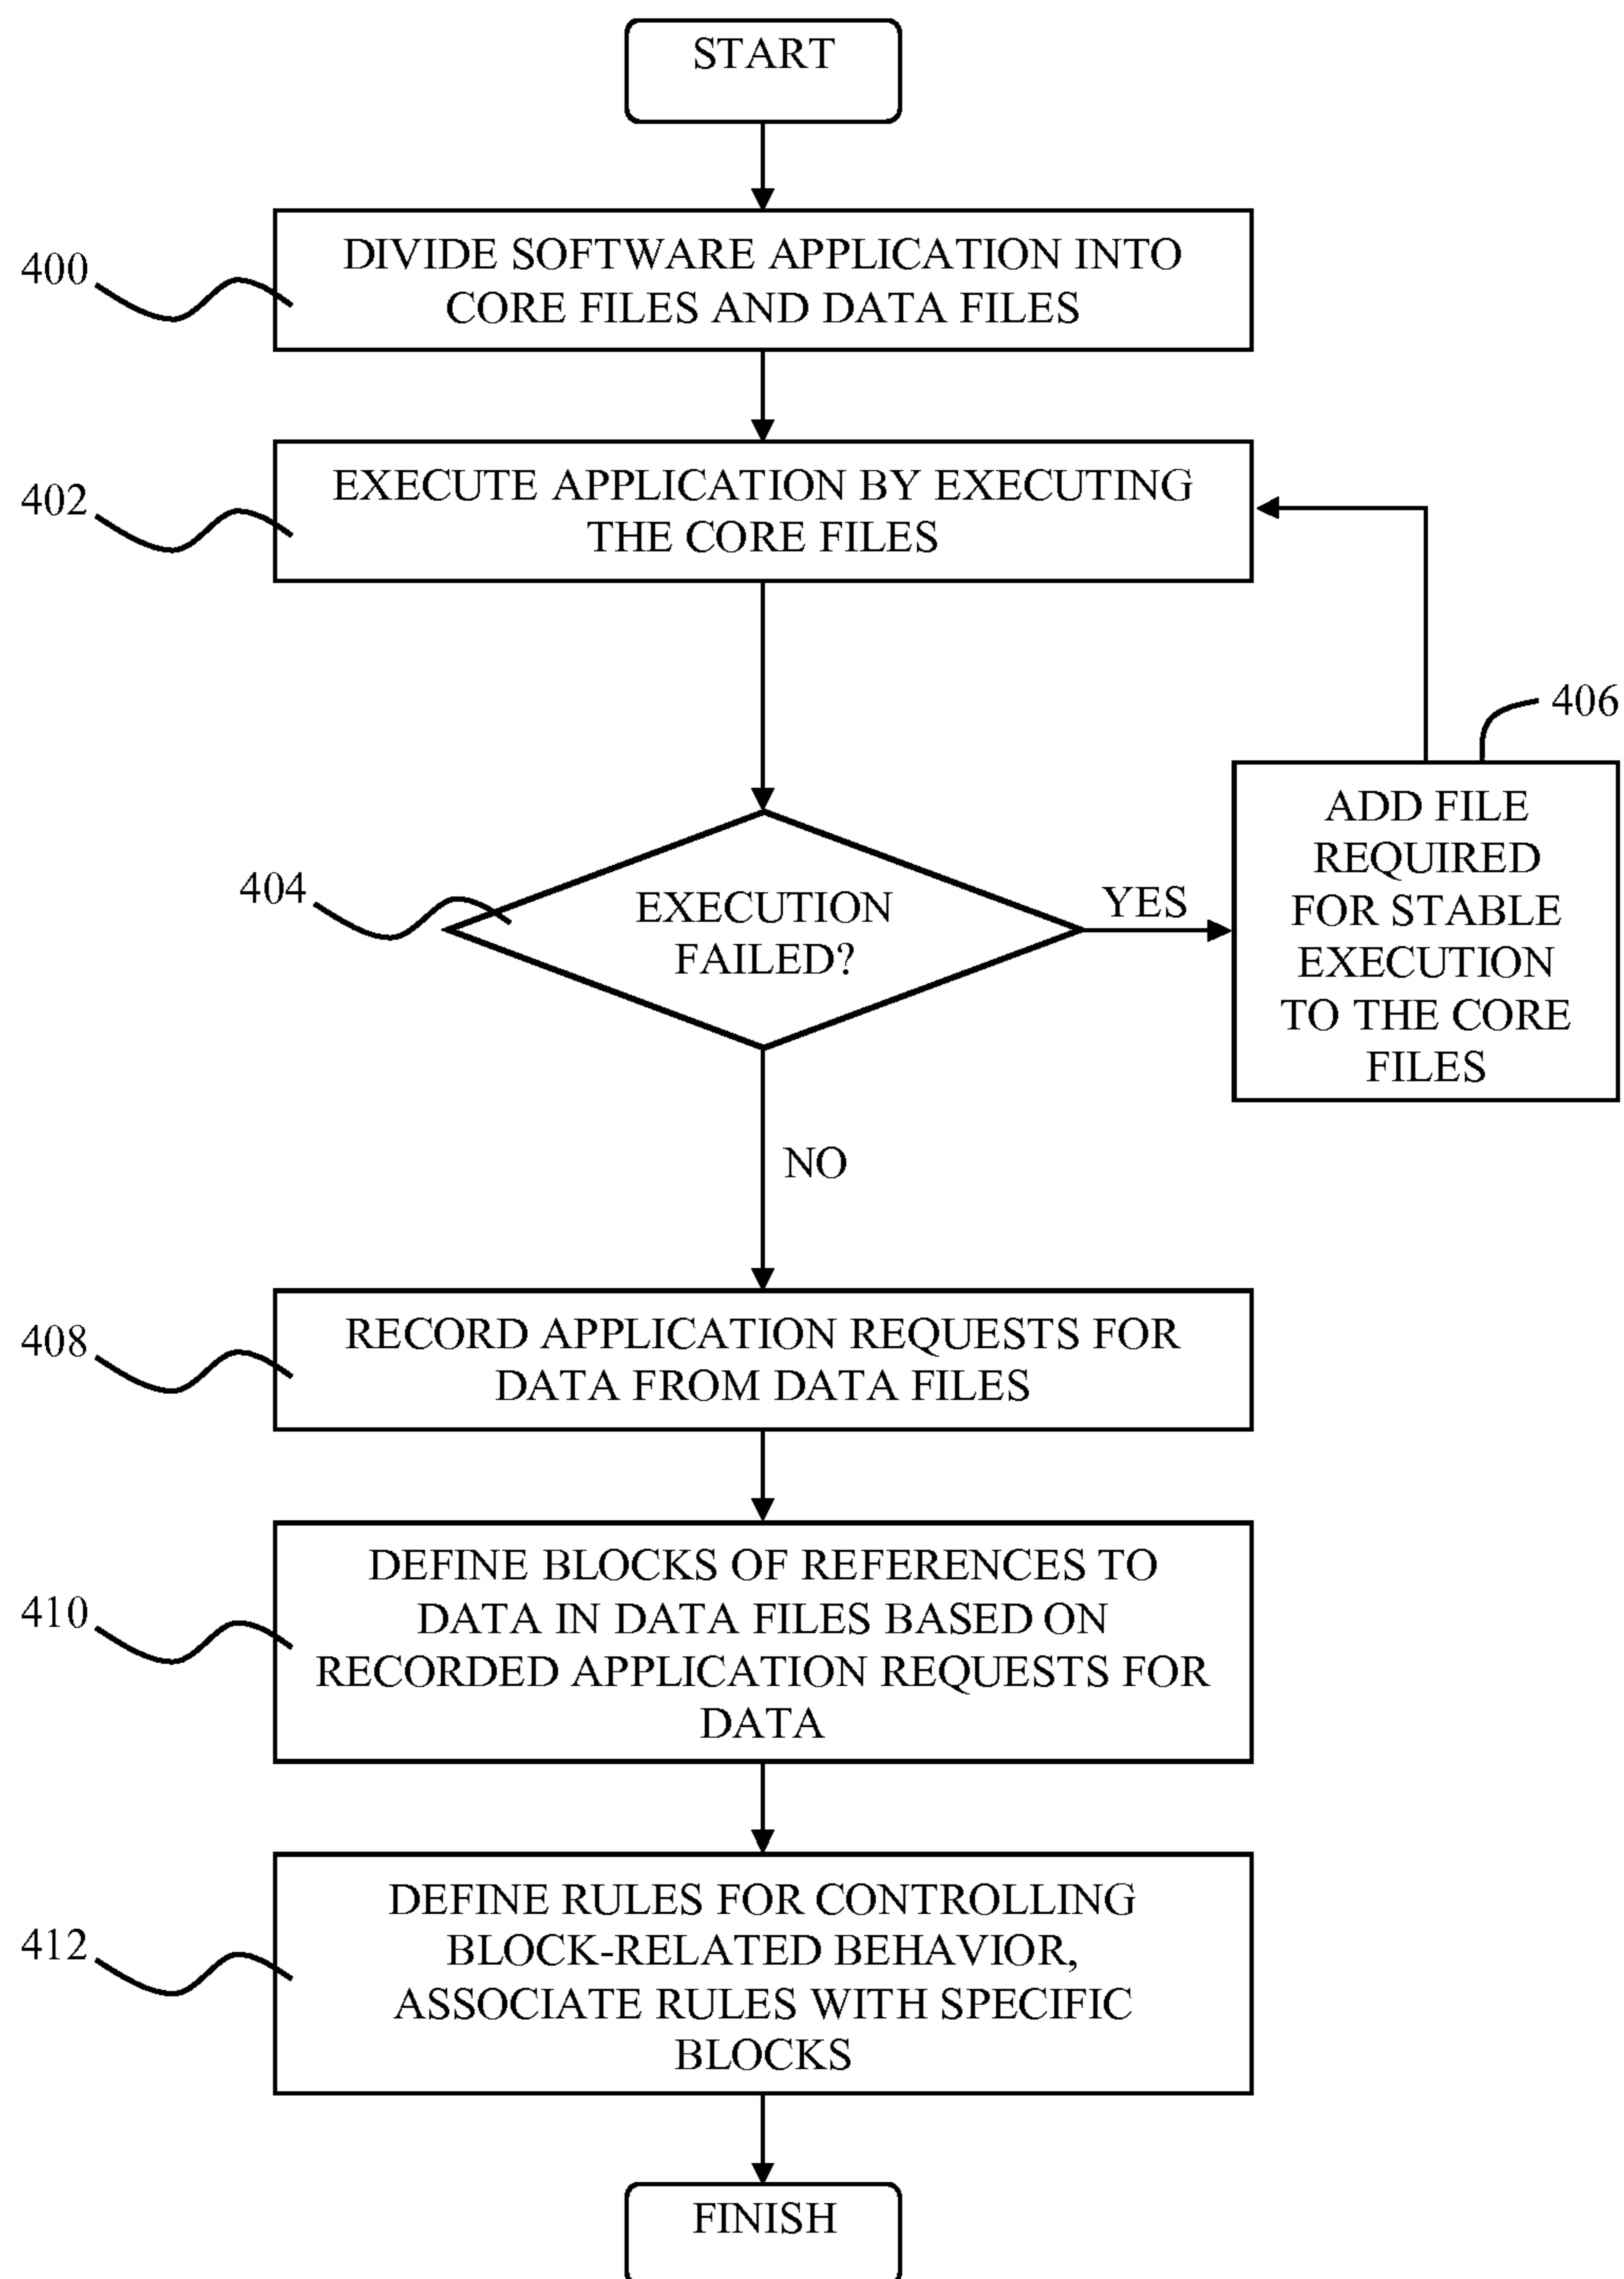 START
400
DIVIDE SOFTWARE APPLICATION INTO
CORE FILES AND DATA FILES
402
EXECUTE APPLICATION BY EXECUTING
THE CORE FILES
404
EXECUTION
FAILED?
YES
406
ADD FILE
REQUIRED
FOR STABLE
EXECUTION
TO THE CORE
FILES
NO
408
RECORD APPLICATION REQUESTS FOR
DATA FROM DATA FILES
410
DEFINE BLOCKS OF REFERENCES TO
DATA IN DATA FILES BASED ON
RECORDED APPLICATION REQUESTS FOR
DATA
412
DEFINE RULES FOR CONTROLLING
BLOCK-RELATED BEHAVIOR,
ASSOCIATE RULES WITH SPECIFIC
BLOCKS
FINISH